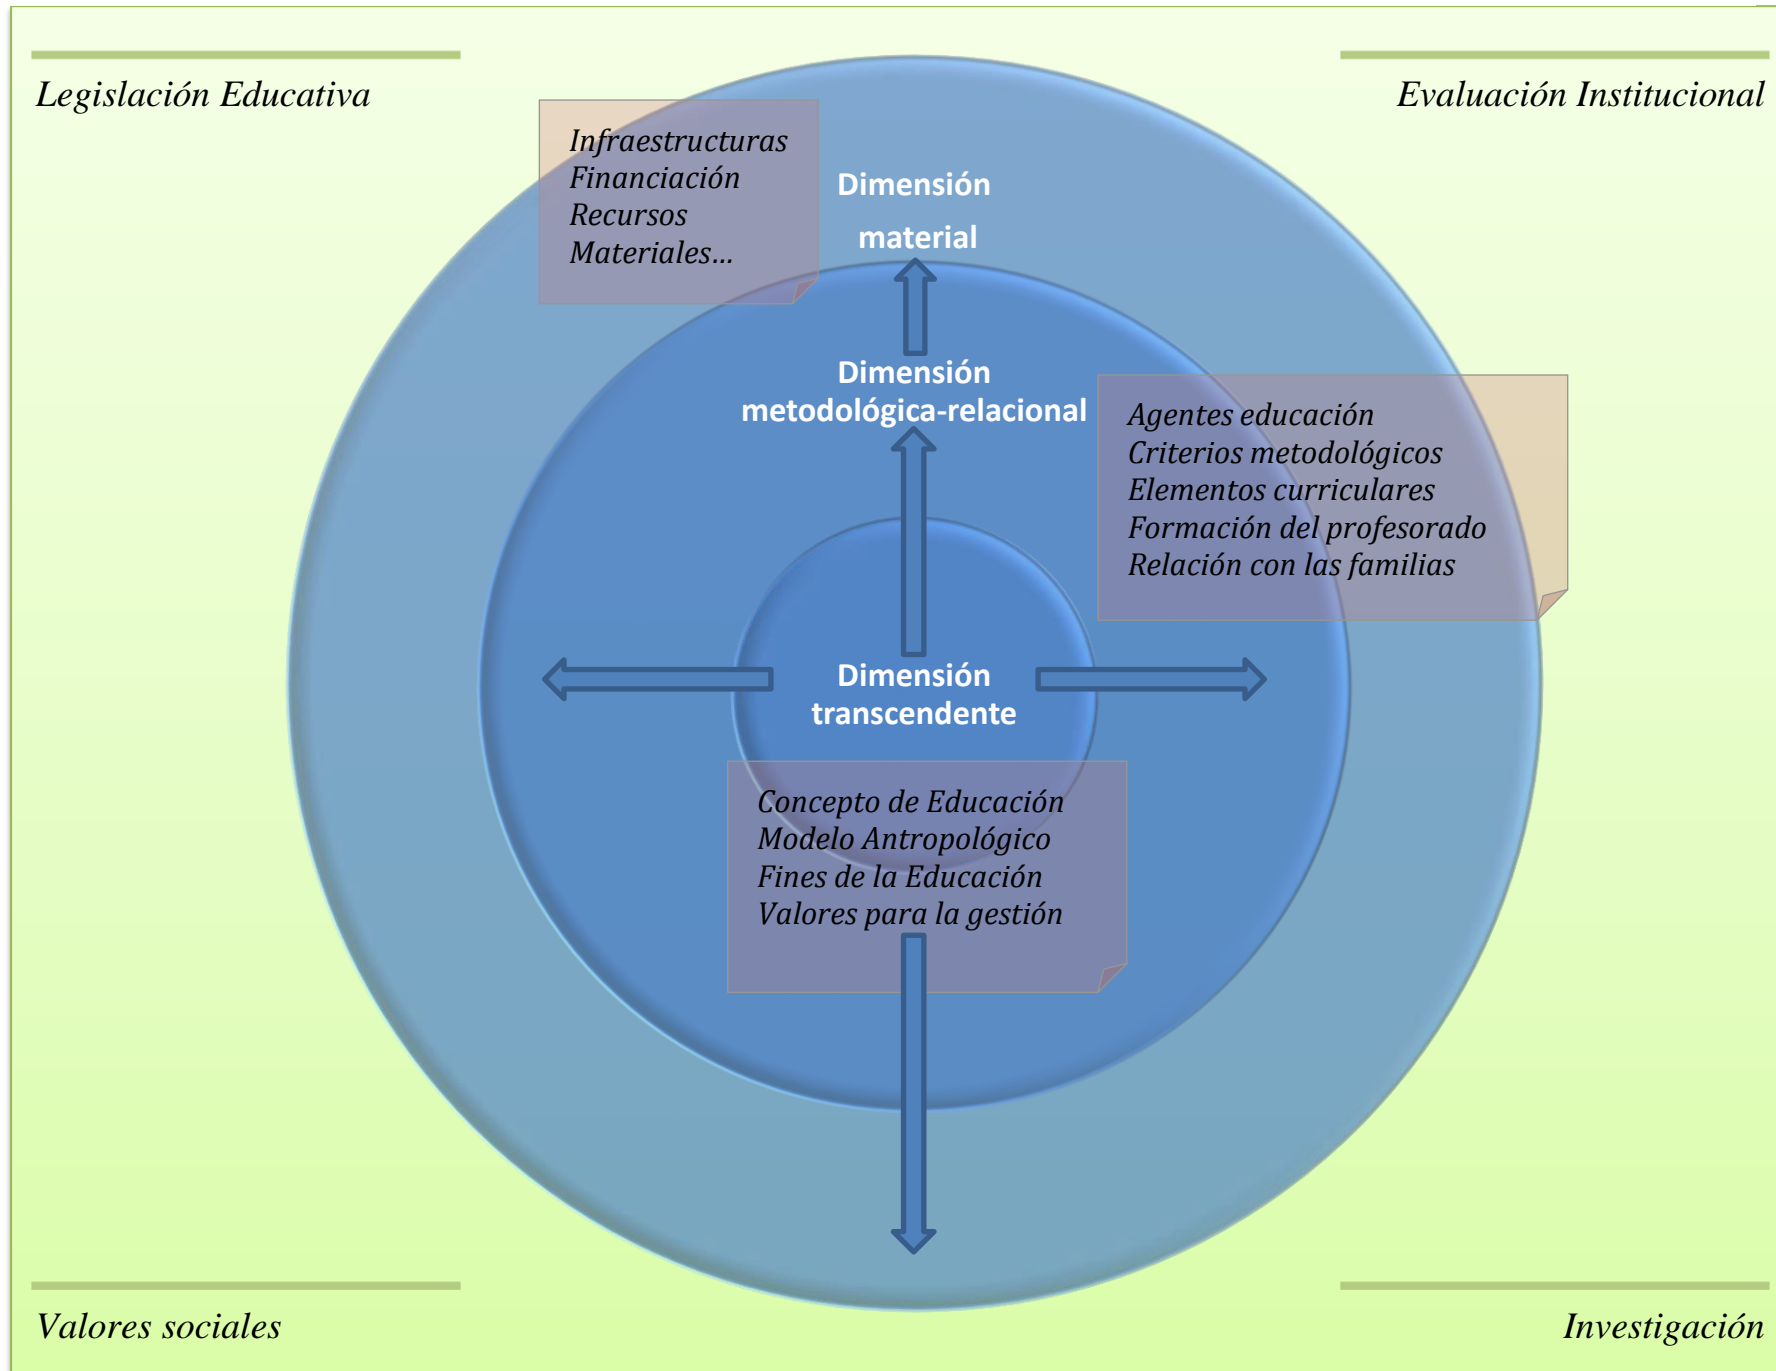 Legislación Educativa
Evaluación Institucional
Infraestructuras
Financiación
Recursos
Materiales…
Dimensión
material
Dimensión
metodológica-relacional
Agentes educación
Criterios metodológicos
Elementos curriculares
Formación del profesorado
Relación con las familias
Dimensión
transcendente
Concepto de Educación
Modelo Antropológico
Fines de la Educación
Valores para la gestión
Valores sociales
Investigación